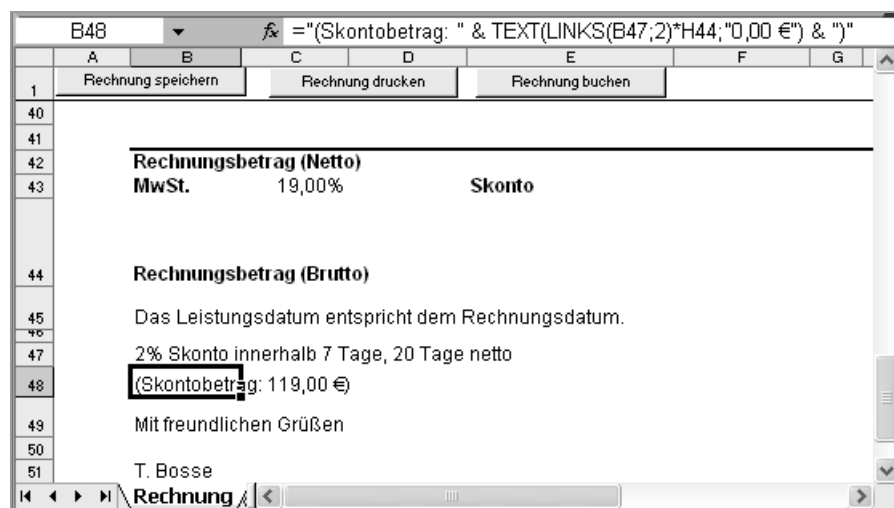 B48 fx ="(Skontobetrag: " & TEXT(LINKS(B47;2)*H44;"0,00 €") & ")"
A B C D E F G
1 Rechnung speichern Rechnung drucken Rechnung buchen
40
41
42 Rechnungsbetrag (Netto)
43 MwSt. 19,00% Skonto
44 Rechnungsbetrag (Brutto)
45 Das Leistungsdatum entspricht dem Rechnungsdatum.
46
47 2% Skonto innerhalb 7 Tage, 20 Tage netto
48 (Skontobetrag: 119,00 €)
49 Mit freundlichen Grüßen
50
51 T. Bosse
Rechnung